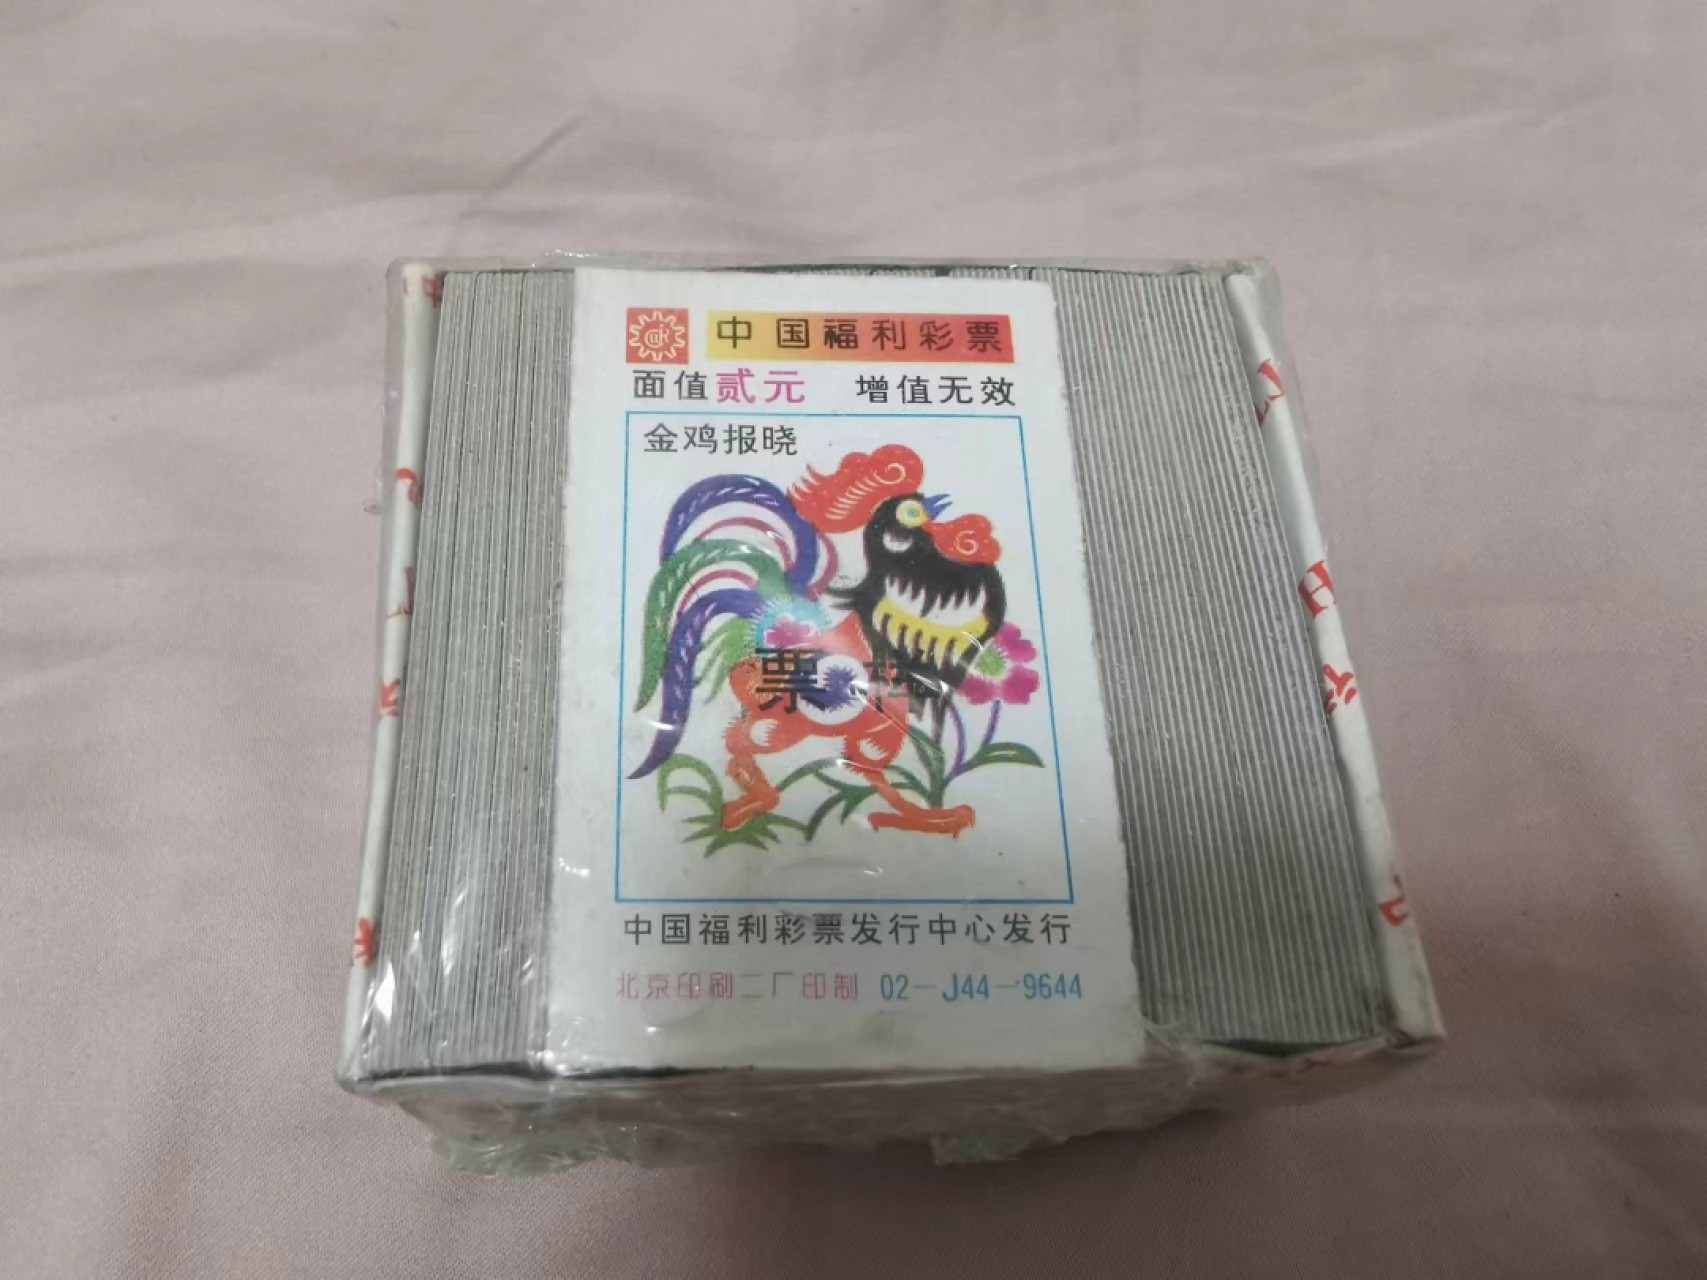 中国福利彩票
面值贰元 增值无效
金鸡报晓
票样
中国福利彩票发行中心发行
北京印刷二厂印制 02-J44-9644